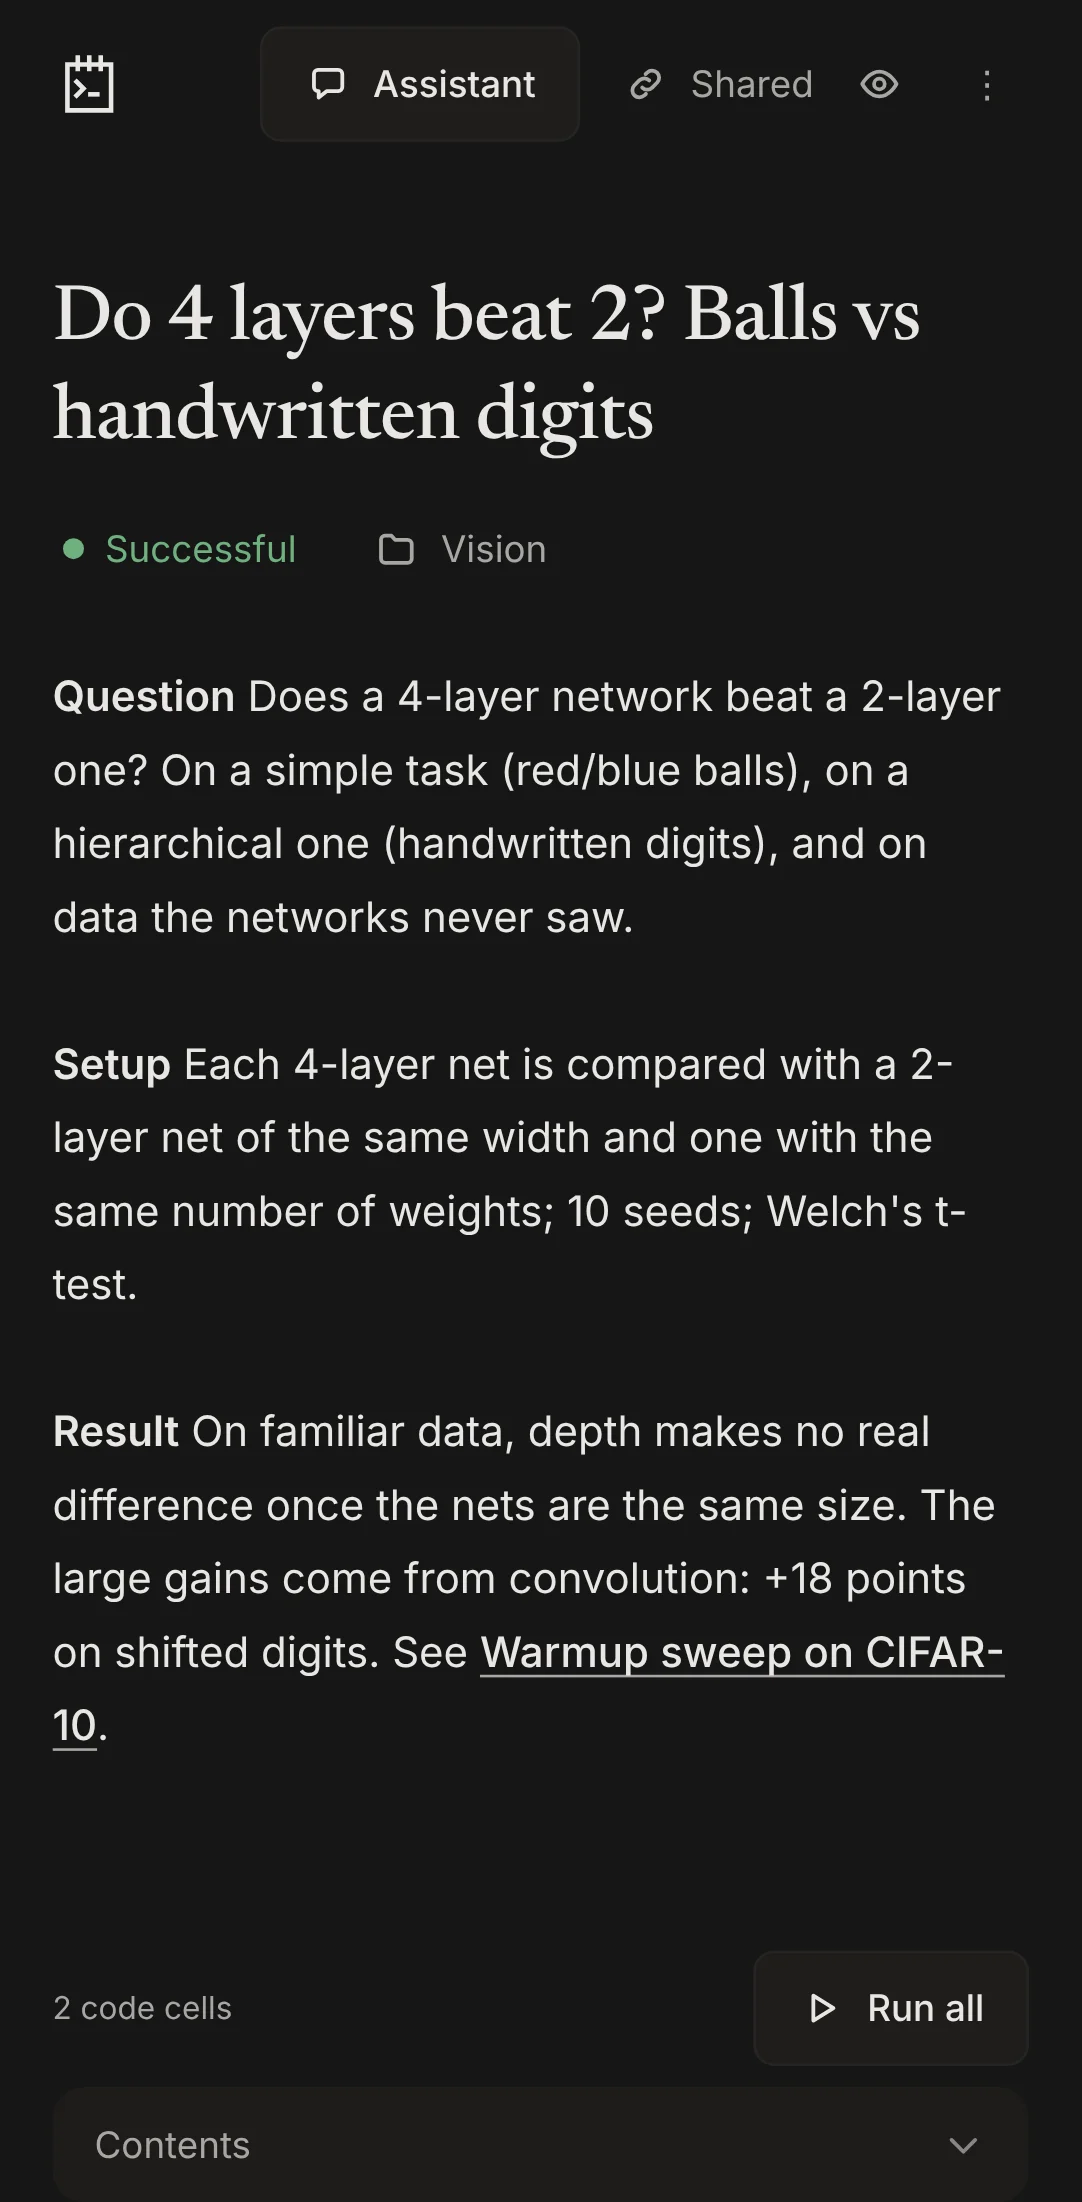 Assistant
Shared
Do 4 layers beat 2? Balls vs
handwritten digits
Successful
Vision
Question Does a 4-layer network beat a 2-layer
one? On a simple task (red/blue balls), on a
hierarchical one (handwritten digits), and on
data the networks never saw.
Setup Each 4-layer net is compared with a 2-
layer net of the same width and one with the
same number of weights; 10 seeds; Welch's t-
test.
Result On familiar data, depth makes no real
difference once the nets are the same size. The
large gains come from convolution: +18 points
on shifted digits. See Warmup sweep on CIFAR-
10.
2 code cells
Run all
Contents